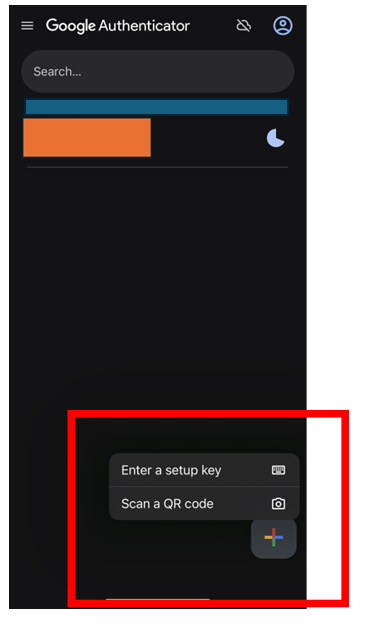 Google Authenticator
Search...
Enter a setup key
Scan a QR code